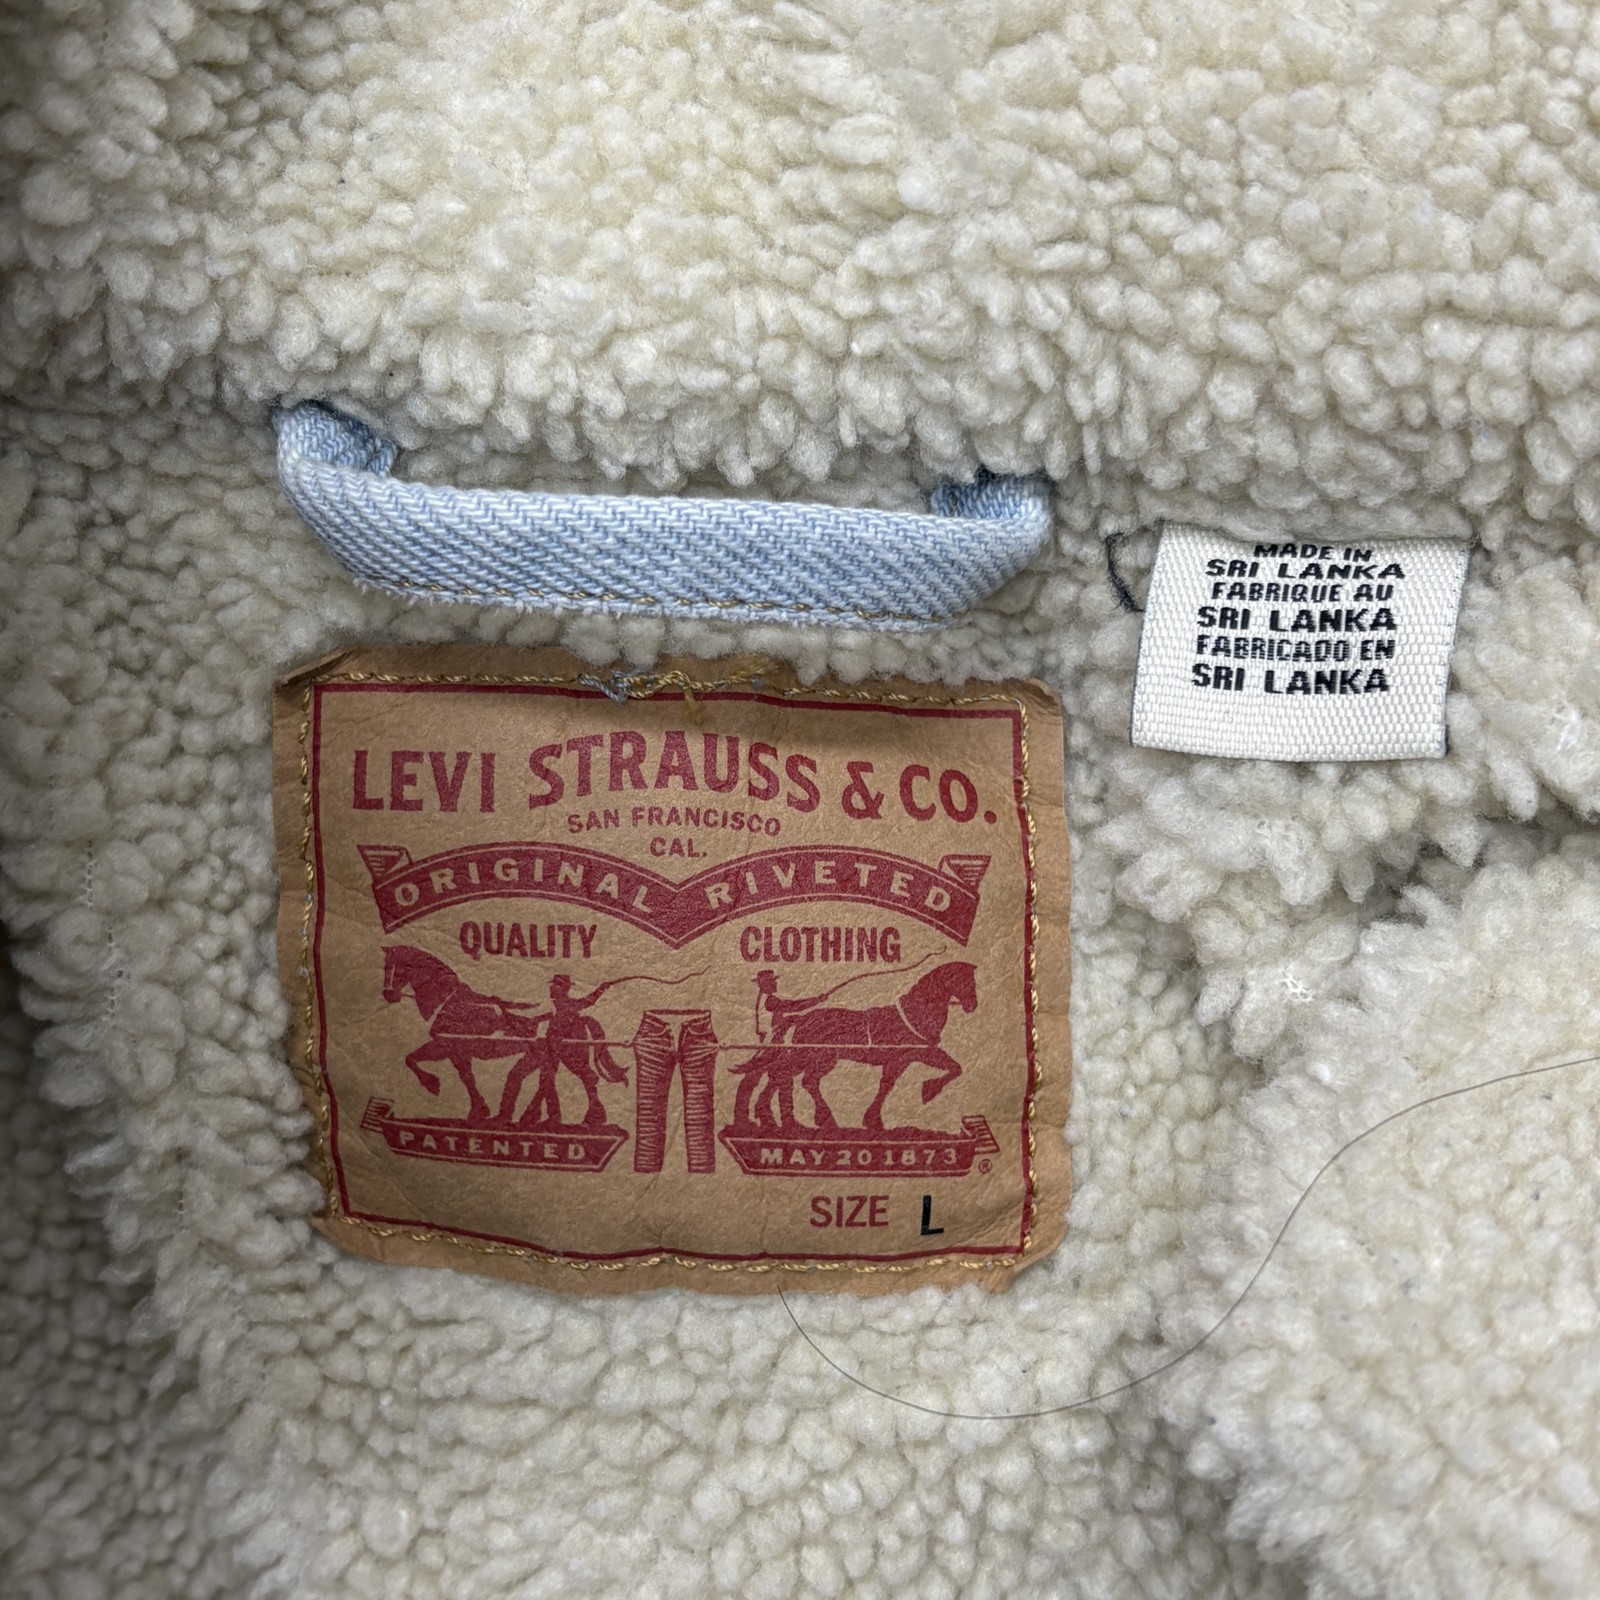 MADE IN
SRI LANKA
FABRIQUE AU
SRI LANKA
FABRICADO EN
SRI LANKA
LEVI STRAUSS & CO.
SAN FRANCISCO
CAL.
ORIGINAL RIVETED
QUALITY CLOTHING
PATENTED MAY 20 1873 ®
SIZE L